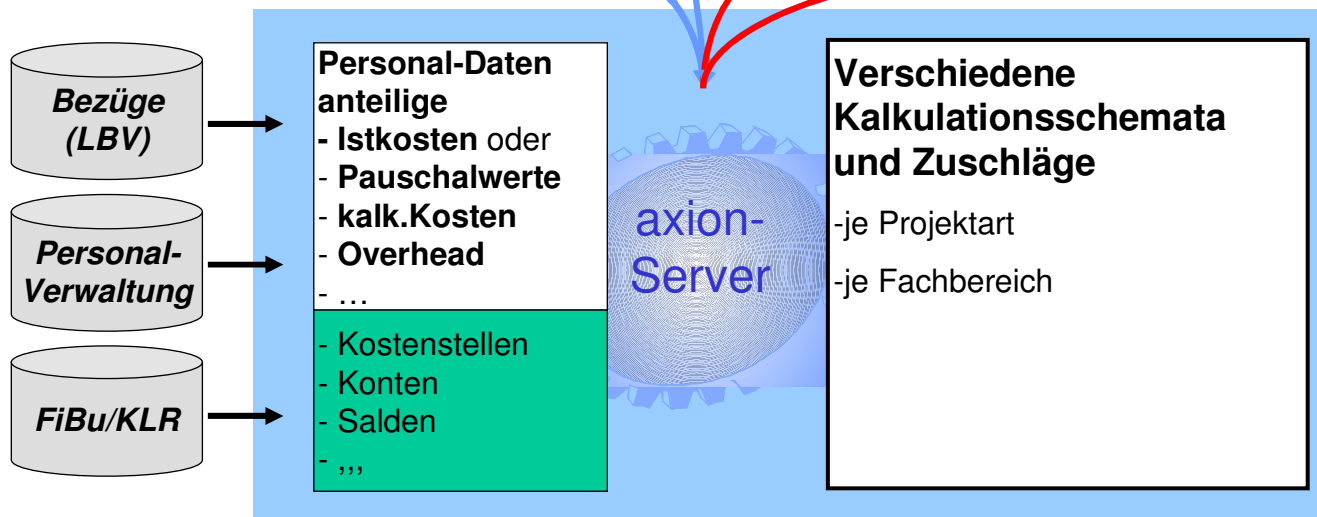 Bezüge
(LBV)
Personal-
Verwaltung
FiBu/KLR
Personal-Daten
anteilige
- Istkosten oder
- Pauschalwerte
- kalk.Kosten
- Overhead
- …
- Kostenstellen
- Konten
- Salden
- ,,,
axion-
Server
Verschiedene
Kalkulationsschemata
und Zuschläge
-je Projektart
-je Fachbereich